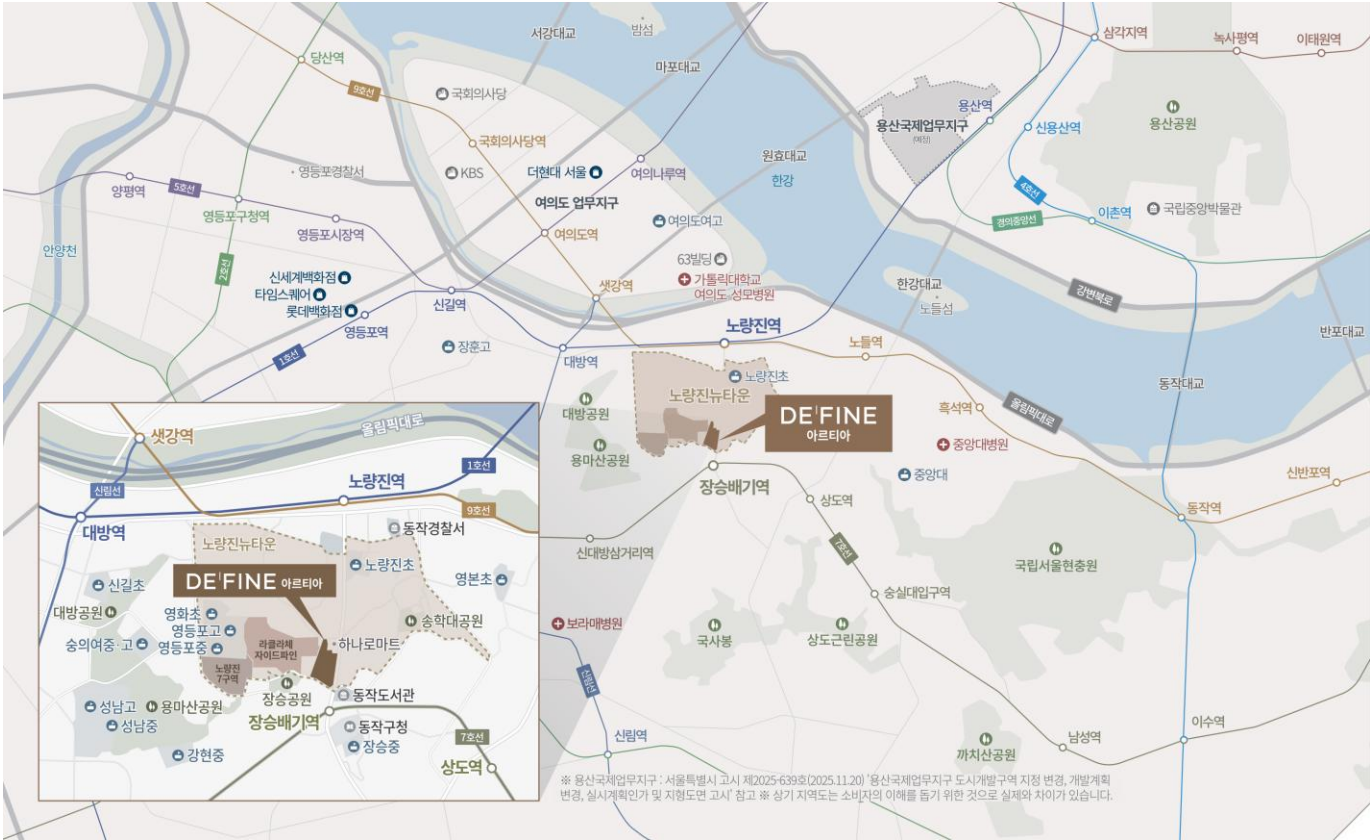 서강대교
밤섬
당산역
마포대교
삼각지역
녹사평역
이태원역
9호선
국회의사당
용산역
용산국제업무지구
(예정)
신용산역
용산공원
국회의사당역
원효대교
한강
영등포경찰서
KBS
더현대 서울
여의나루역
양평역
5호선
여의도 업무지구
4호선
영등포구청역
여의도여고
경의중앙선
이촌역
국립중앙박물관
영등포시장역
여의도역
안양천
2호선
63빌딩
신세계백화점
타임스퀘어
롯데백화점
신길역
샛강역
가톨릭대학교
여의도 성모병원
한강대교
노들섬
강변북로
영등포역
노량진역
반포대교
1호선
장훈고
대방역
노들역
노량진초
동작대교
노량진뉴타운
대방공원
DE'FINE
아르티아
흑석역
올림픽대로
용마산공원
중앙대병원
중앙대
장승배기역
상도역
신반포역
동작역
신대방삼거리역
7호선
국립서울현충원
숭실대입구역
보라매병원
국사봉
상도근린공원
신림선
신림역
까치산공원
남성역
이수역
샛강역
올림픽대로
1호선
신림선
노량진역
9호선
대방역
동작경찰서
노량진뉴타운
노량진초
영본초
DE'FINE 아르티아
신길초
대방공원
영화초
영등포고
영등포중
숭의여중·고
송학대공원
라클라체
자이드파인
하나로마트
노량진
7구역
장승공원
동작도서관
성남고
용마산공원
성남중
장승배기역
동작구청
장승중
강현중
7호선
상도역
※ 용산국제업무지구 : 서울특별시 고시 제2025-639호(2025.11.20) '용산국제업무지구 도시개발구역 지정 변경, 개발계획
변경, 실시계획인가 및 지형도면 고시' 참고 ※ 상기 지역도는 소비자의 이해를 돕기 위한 것으로 실제와 차이가 있습니다.